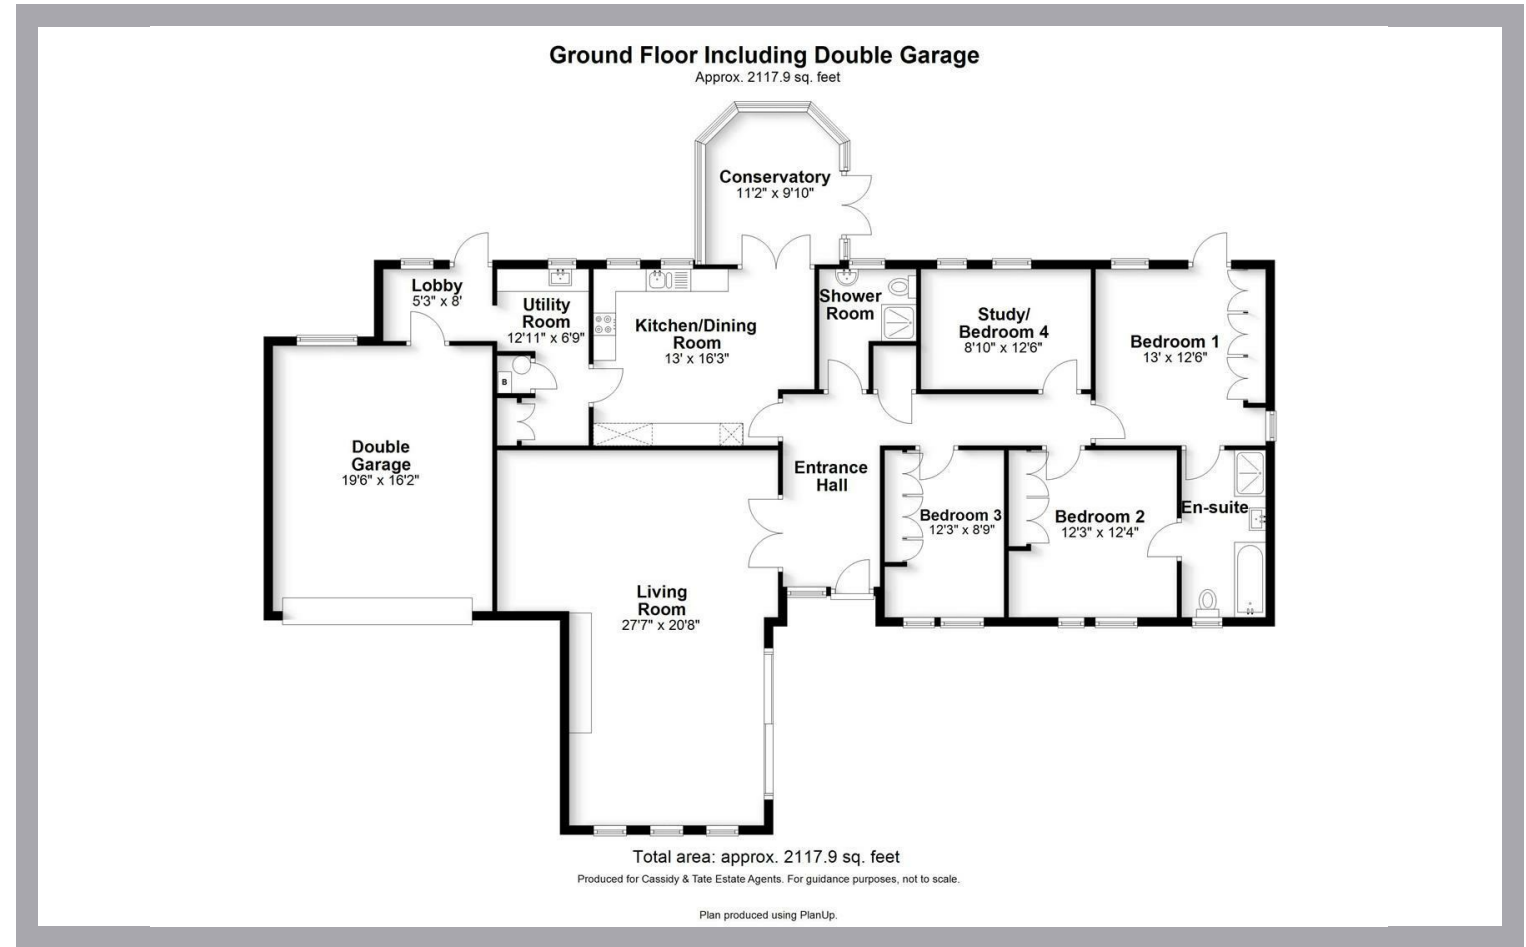 Ground Floor Including Double Garage
Approx. 2117.9 sq. feet
Conservatory
11'2" x 9'10"
Lobby
5'3" x 8'
Utility
Room
12'11" x 6'9"
Kitchen/Dining
Room
13' x 16'3"
Shower
Room
Study/
Bedroom 4
8'10" x 12'6"
Bedroom 1
13' x 12'6"
B
Double
Garage
19'6" x 16'2"
Entrance
Hall
Bedroom 3
12'3" x 8'9"
Bedroom 2
12'3" x 12'4"
En-suite
Living
Room
27'7" x 20'8"
Total area: approx. 2117.9 sq. feet
Produced for Cassidy & Tate Estate Agents. For guidance purposes, not to scale.
Plan produced using PlanUp.